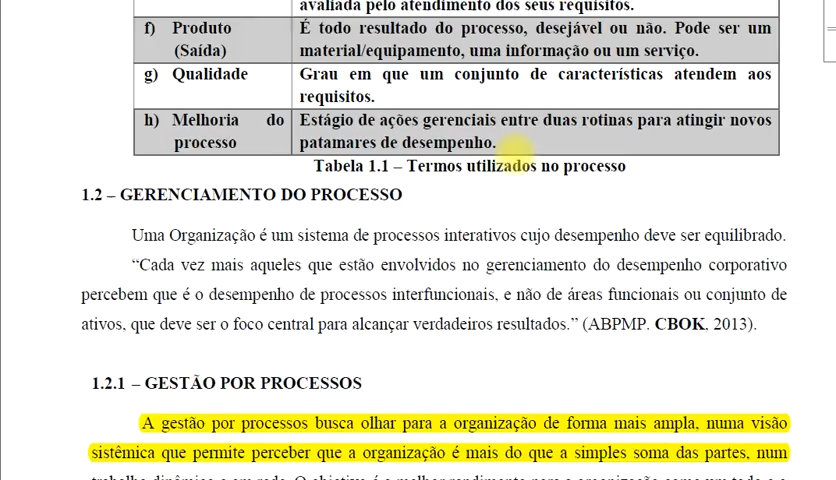 avaliada pelo atendimento dos seus requisitos.
f) Produto É todo resultado do processo, desejável ou não. Pode ser um
(Saída) material/equipamento, uma informação ou um serviço.
g) Qualidade Grau em que um conjunto de características atendem aos
requisitos.
h) Melhoria do Estágio de ações gerenciais entre duas rotinas para atingir novos
processo patamares de desempenho.
Tabela 1.1 – Termos utilizados no processo
1.2 – GERENCIAMENTO DO PROCESSO
Uma Organização é um sistema de processos interativos cujo desempenho deve ser equilibrado.
“Cada vez mais aqueles que estão envolvidos no gerenciamento do desempenho corporativo
percebem que é o desempenho de processos interfuncionais, e não de áreas funcionais ou conjunto de
ativos, que deve ser o foco central para alcançar verdadeiros resultados.” (ABPMP. CBOK, 2013).
1.2.1 – GESTÃO POR PROCESSOS
A gestão por processos busca olhar para a organização de forma mais ampla, numa visão
sistêmica que permite perceber que a organização é mais do que a simples soma das partes, num